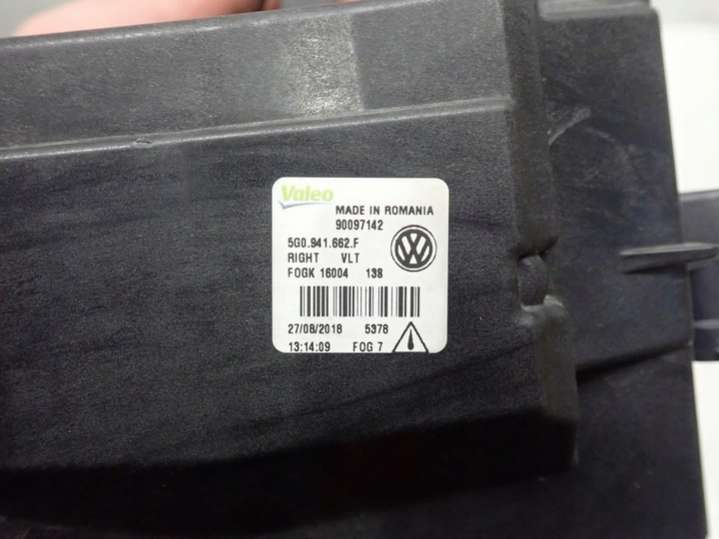 Valeo
MADE IN ROMANIA
90097142
5G0.941.662.F
RIGHT VLT
FOGK 16004 138
27/08/2018 5378
13:14:09 FOG 7